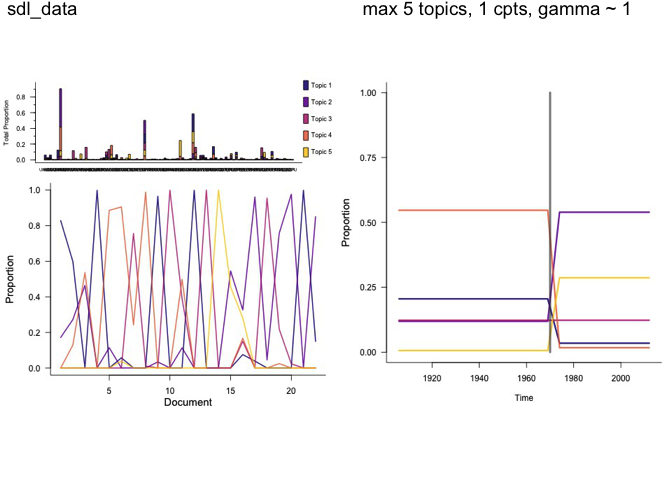 sdl_data
max 5 topics, 1 cpts, gamma ~ 1
Total Proportion
0.8
0.6
0.4
0.2
0.0
Topic 1
Topic 2
Topic 3
Topic 4
Topic 5
Proportion
1.0
0.8
0.6
0.4
0.2
0.0
5
10
15
20
Document
Proportion
1.00
0.75
0.50
0.25
0.00
1920
1940
1960
1980
2000
Time